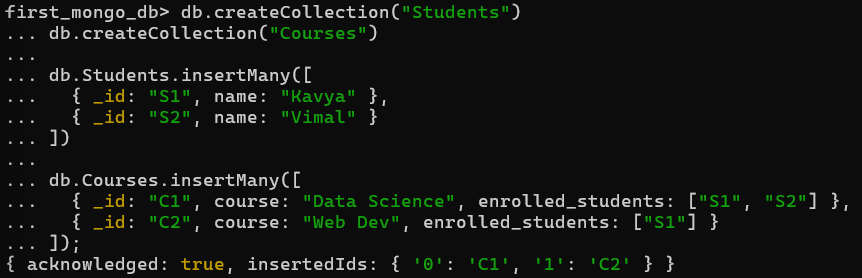 first_mongo_db> db.createCollection("Students")
... db.createCollection("Courses")
...
... db.Students.insertMany([
...   { _id: "S1", name: "Kavya" },
...   { _id: "S2", name: "Vimal" }
... ])
...
... db.Courses.insertMany([
...   { _id: "C1", course: "Data Science", enrolled_students: ["S1", "S2"] },
...   { _id: "C2", course: "Web Dev", enrolled_students: ["S1"] }
... ]);
{ acknowledged: true, insertedIds: { '0': 'C1', '1': 'C2' } }